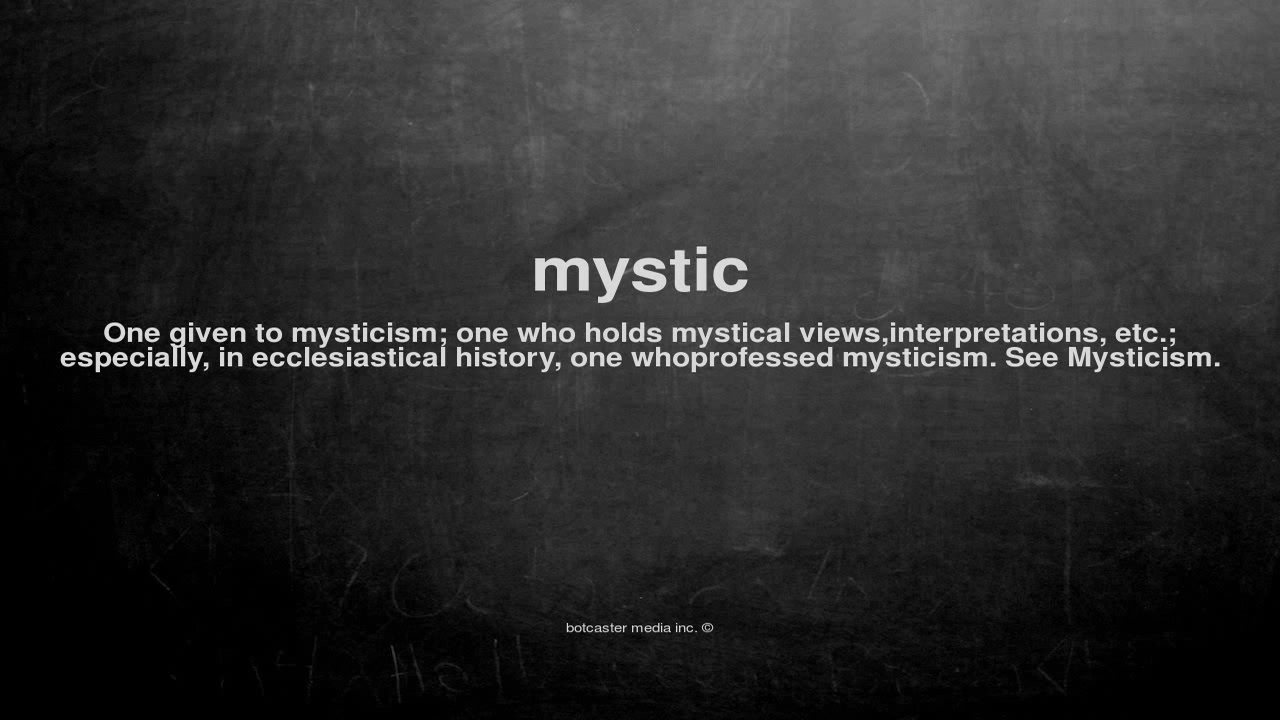 mystic
One given to mysticism; one who holds mystical views,interpretations, etc.;
especially, in ecclesiastical history, one whoprofessed mysticism. See Mysticism.
botcaster media inc. ©